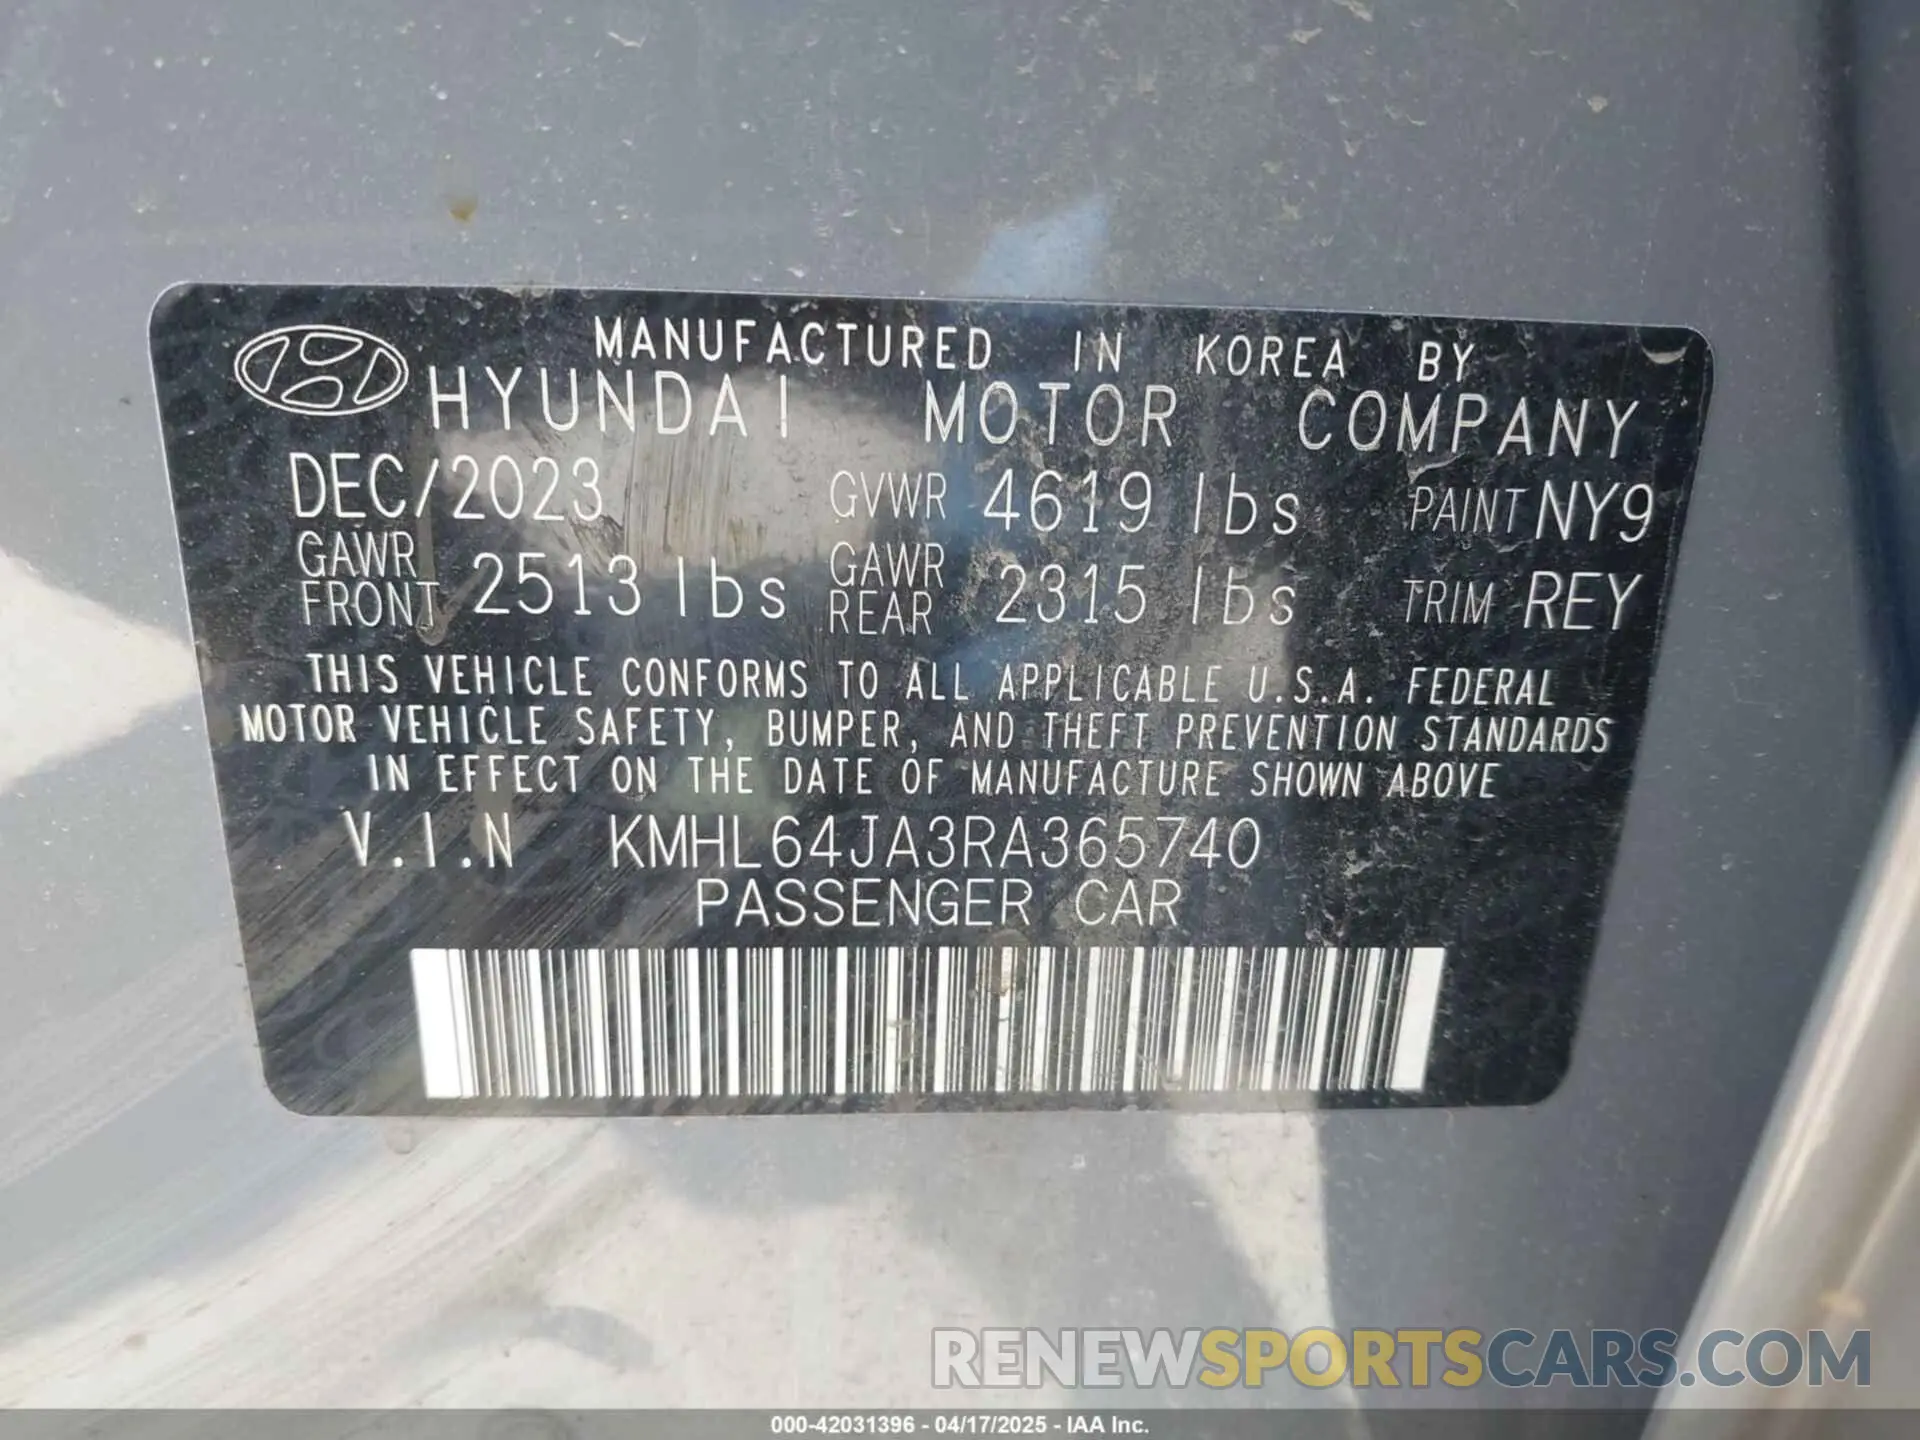 MANUFACTURED IN KOREA BY
HYUNDAI MOTOR COMPANY
DEC/2023 GVWR 4619 lbs PAINT NY9
GAWR FRONT 2513 lbs GAWR REAR 2315 lbs TRIM REY
THIS VEHICLE CONFORMS TO ALL APPLICABLE U.S.A. FEDERAL
MOTOR VEHICLE SAFETY, BUMPER, AND THEFT PREVENTION STANDARDS
IN EFFECT ON THE DATE OF MANUFACTURE SHOWN ABOVE
V.I.N KMHL64JA3RA365740
PASSENGER CAR
RENEWSPORTSCARS.COM
000-42031396 - 04/17/2025 - IAA Inc.